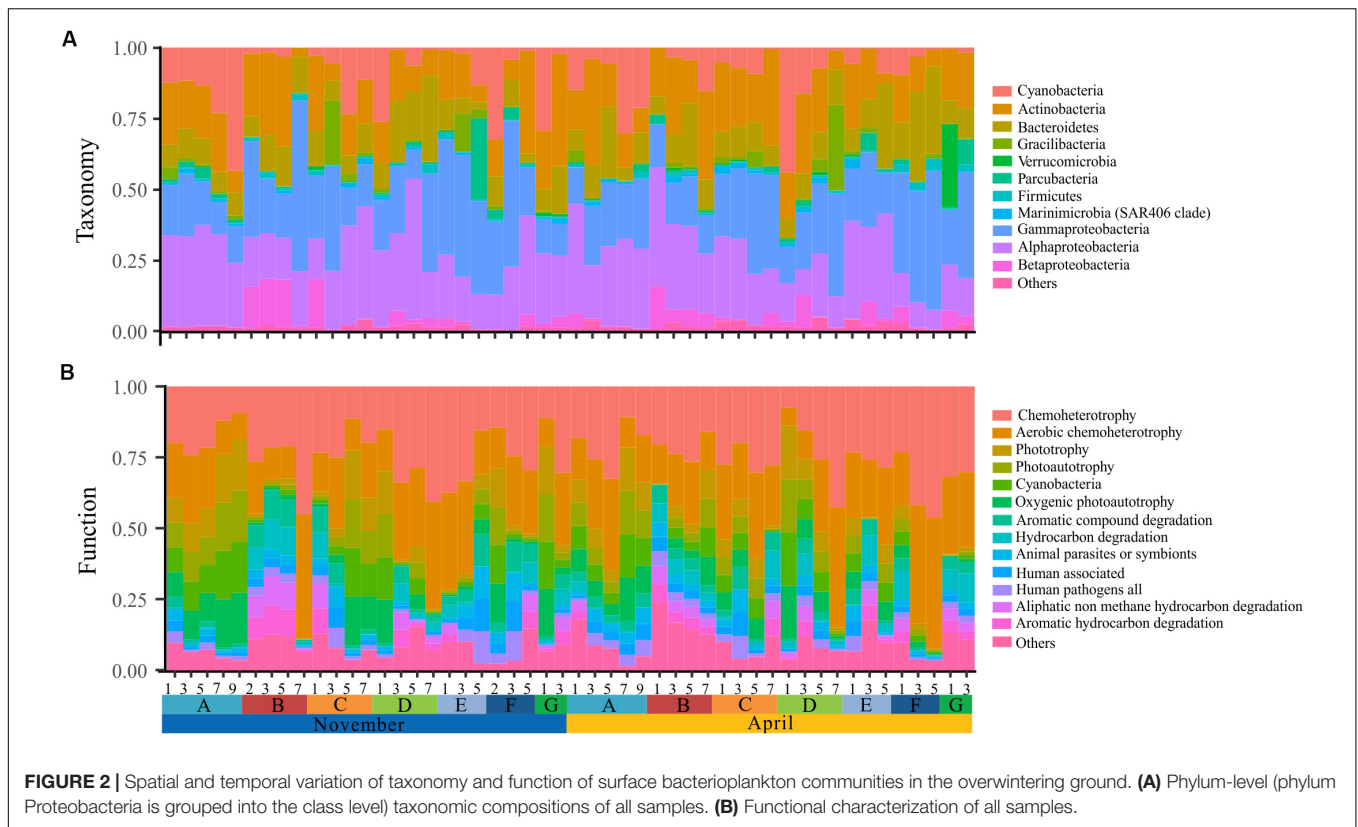 A
1.00
0.75
0.50
0.25
0.00
Taxonomy
Cyanobacteria
Actinobacteria
Bacteroidetes
Gracilibacteria
Verrucomicrobia
Parcubacteria
Firmicutes
Marinimicrobia (SAR406 clade)
Gammaproteobacteria
Alphaproteobacteria
Betaproteobacteria
Others
B
1.00
0.75
0.50
0.25
0.00
Function
Chemoheterotrophy
Aerobic chemoheterotrophy
Phototrophy
Photoautotrophy
Cyanobacteria
Oxygenic photoautotrophy
Aromatic compound degradation
Hydrocarbon degradation
Animal parasites or symbionts
Human associated
Human pathogens all
Aliphatic non methane hydrocarbon degradation
Aromatic hydrocarbon degradation
Others
1 3 5 7 9 2 3 5 7 1 3 5 7 1 3 5 7 1 3 5 2 3 5 1 3 1 3 5 7 9 1 3 5 7 1 3 5 7 1 3 5 7 1 3 5 1 3 5 1 3
A B C D E F G A B C D E F G
November April
FIGURE 2 | Spatial and temporal variation of taxonomy and function of surface bacterioplankton communities in the overwintering ground. (A) Phylum-level (phylum
Proteobacteria is grouped into the class level) taxonomic compositions of all samples. (B) Functional characterization of all samples.